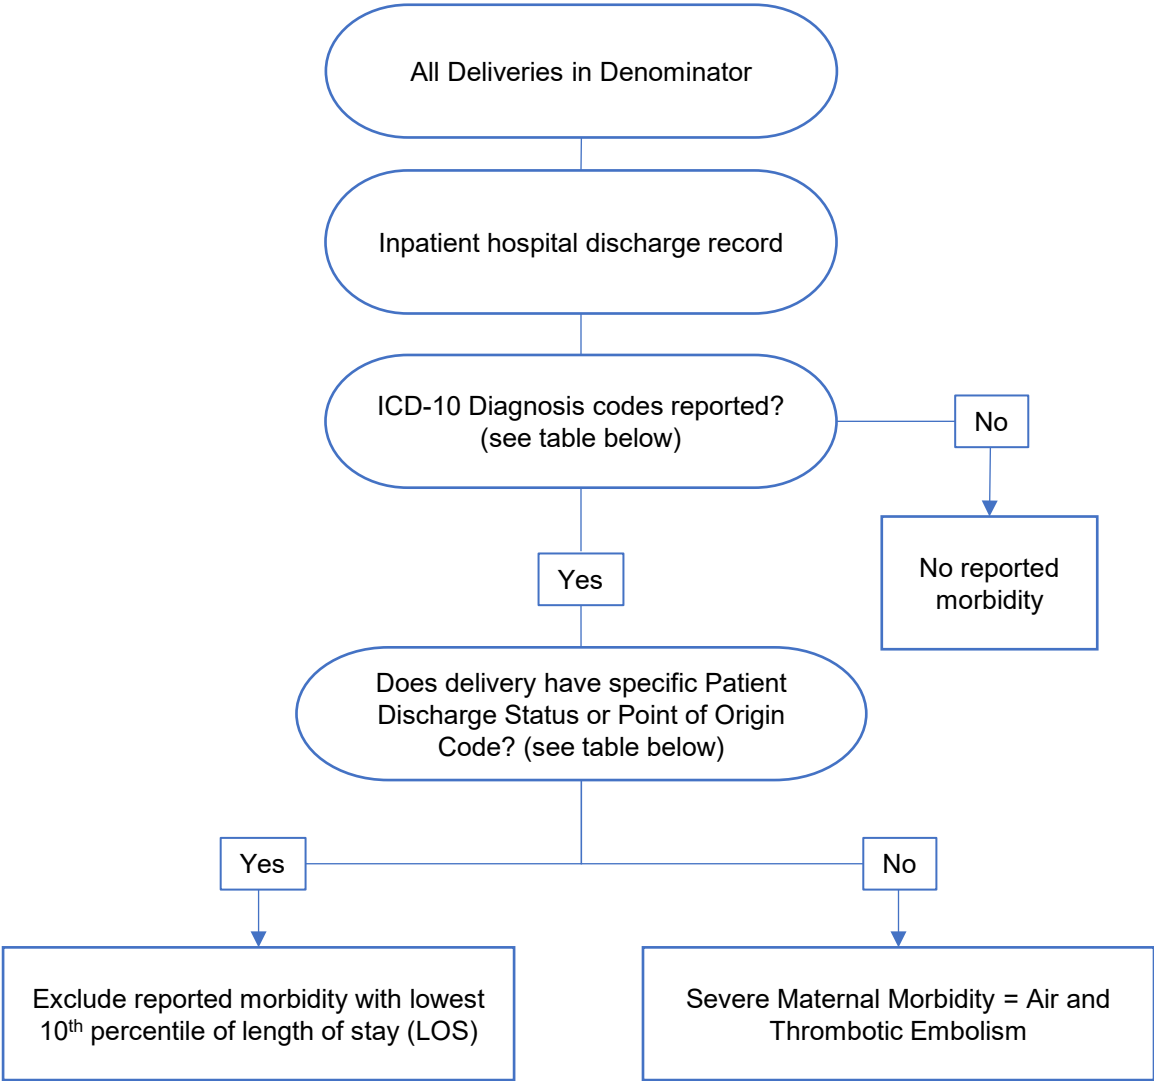 All Deliveries in Denominator
Inpatient hospital discharge record
ICD-10 Diagnosis codes reported?
(see table below)
No
No reported
morbidity
Yes
Does delivery have specific Patient
Discharge Status or Point of Origin
Code? (see table below)
Yes
No
Exclude reported morbidity with lowest
10th percentile of length of stay (LOS)
Severe Maternal Morbidity = Air and
Thrombotic Embolism